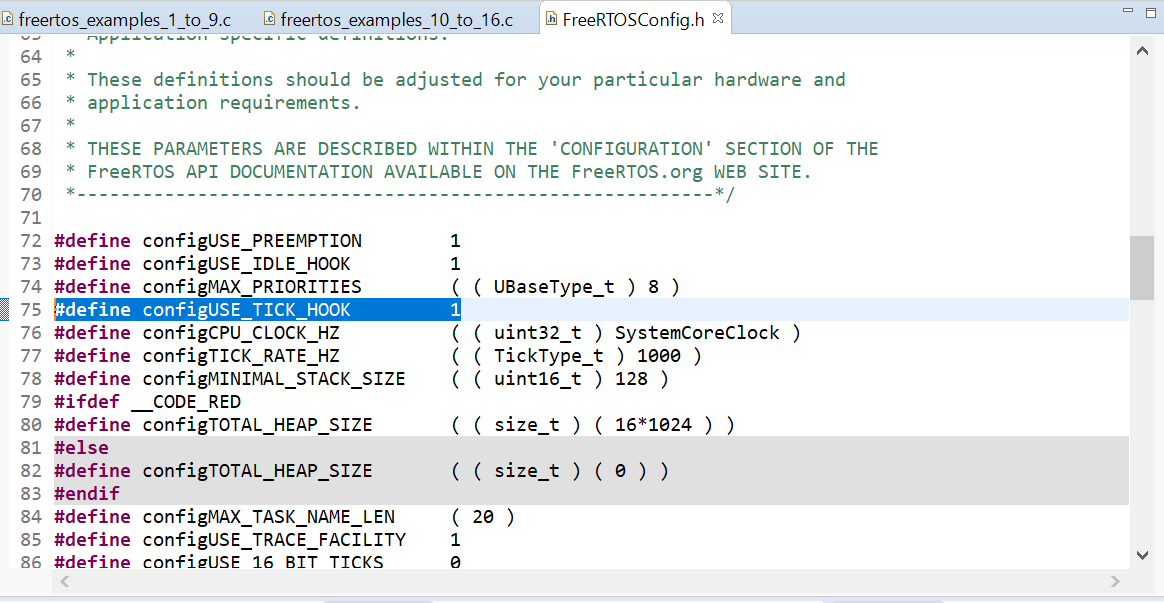 freertos_examples_1_to_9.c freertos_examples_10_to_16.c FreeRTOSConfig.h
65 * Application specific definitions.
64 *
65 * These definitions should be adjusted for your particular hardware and
66 * application requirements.
67 *
68 * THESE PARAMETERS ARE DESCRIBED WITHIN THE 'CONFIGURATION' SECTION OF THE
69 * FreeRTOS API DOCUMENTATION AVAILABLE ON THE FreeRTOS.org WEB SITE.
70 *----------------------------------------------------------*/
71
72 #define configUSE_PREEMPTION 1
73 #define configUSE_IDLE_HOOK 1
74 #define configMAX_PRIORITIES ( ( UBaseType_t ) 8 )
75 #define configUSE_TICK_HOOK 1
76 #define configCPU_CLOCK_HZ ( ( uint32_t ) SystemCoreClock )
77 #define configTICK_RATE_HZ ( ( TickType_t ) 1000 )
78 #define configMINIMAL_STACK_SIZE ( ( uint16_t ) 128 )
79 #ifdef __CODE_RED
80 #define configTOTAL_HEAP_SIZE ( ( size_t ) ( 16*1024 ) )
81 #else
82 #define configTOTAL_HEAP_SIZE ( ( size_t ) ( 0 ) )
83 #endif
84 #define configMAX_TASK_NAME_LEN ( 20 )
85 #define configUSE_TRACE_FACILITY 1
86 #define configUSE_16_BIT_TICKS 0